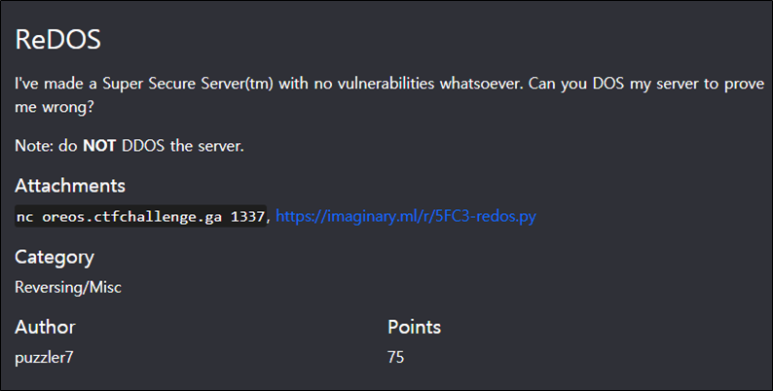 ReDOS
I've made a Super Secure Server(tm) with no vulnerabilities whatsoever. Can you DOS my server to prove
me wrong?
Note: do NOT DDOS the server.
Attachments
nc oreos.ctfchallenge.ga 1337, https://imaginary.ml/r/5FC3-redos.py
Category
Reversing/Misc
Author
Points
puzzler7
75